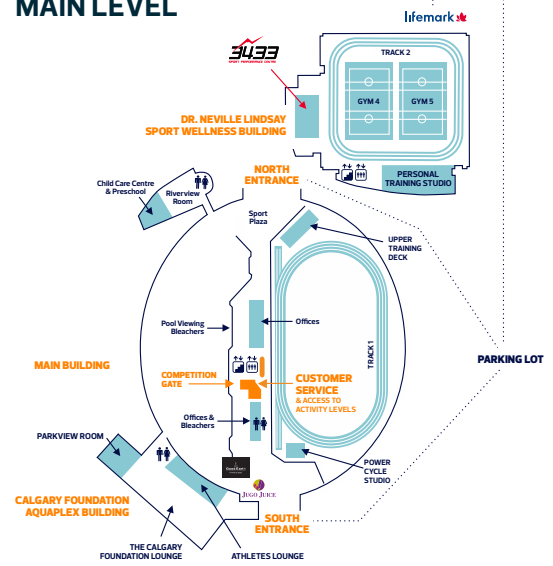 MAIN LEVEL
lifemark
3433
SPORT PERFORMANCE CENTRE
TRACK 2
GYM 4
GYM 5
DR. NEVILLE LINDSAY
SPORT WELLNESS BUILDING
PERSONAL
TRAINING STUDIO
NORTH
ENTRANCE
Child Care Centre
& Preschool
Riverview
Room
Sport
Plaza
UPPER
TRAINING
DECK
Pool Viewing
Bleachers
Offices
TRACK 1
PARKING LOT
MAIN BUILDING
COMPETITION
GATE
CUSTOMER
SERVICE
& ACCESS TO
ACTIVITY LEVELS
Offices &
Bleachers
PARKVIEW ROOM
POWER
CYCLE
STUDIO
JUGO JUICE
CALGARY FOUNDATION
AQUAPLEX BUILDING
SOUTH
ENTRANCE
THE CALGARY
FOUNDATION LOUNGE
ATHLETES LOUNGE